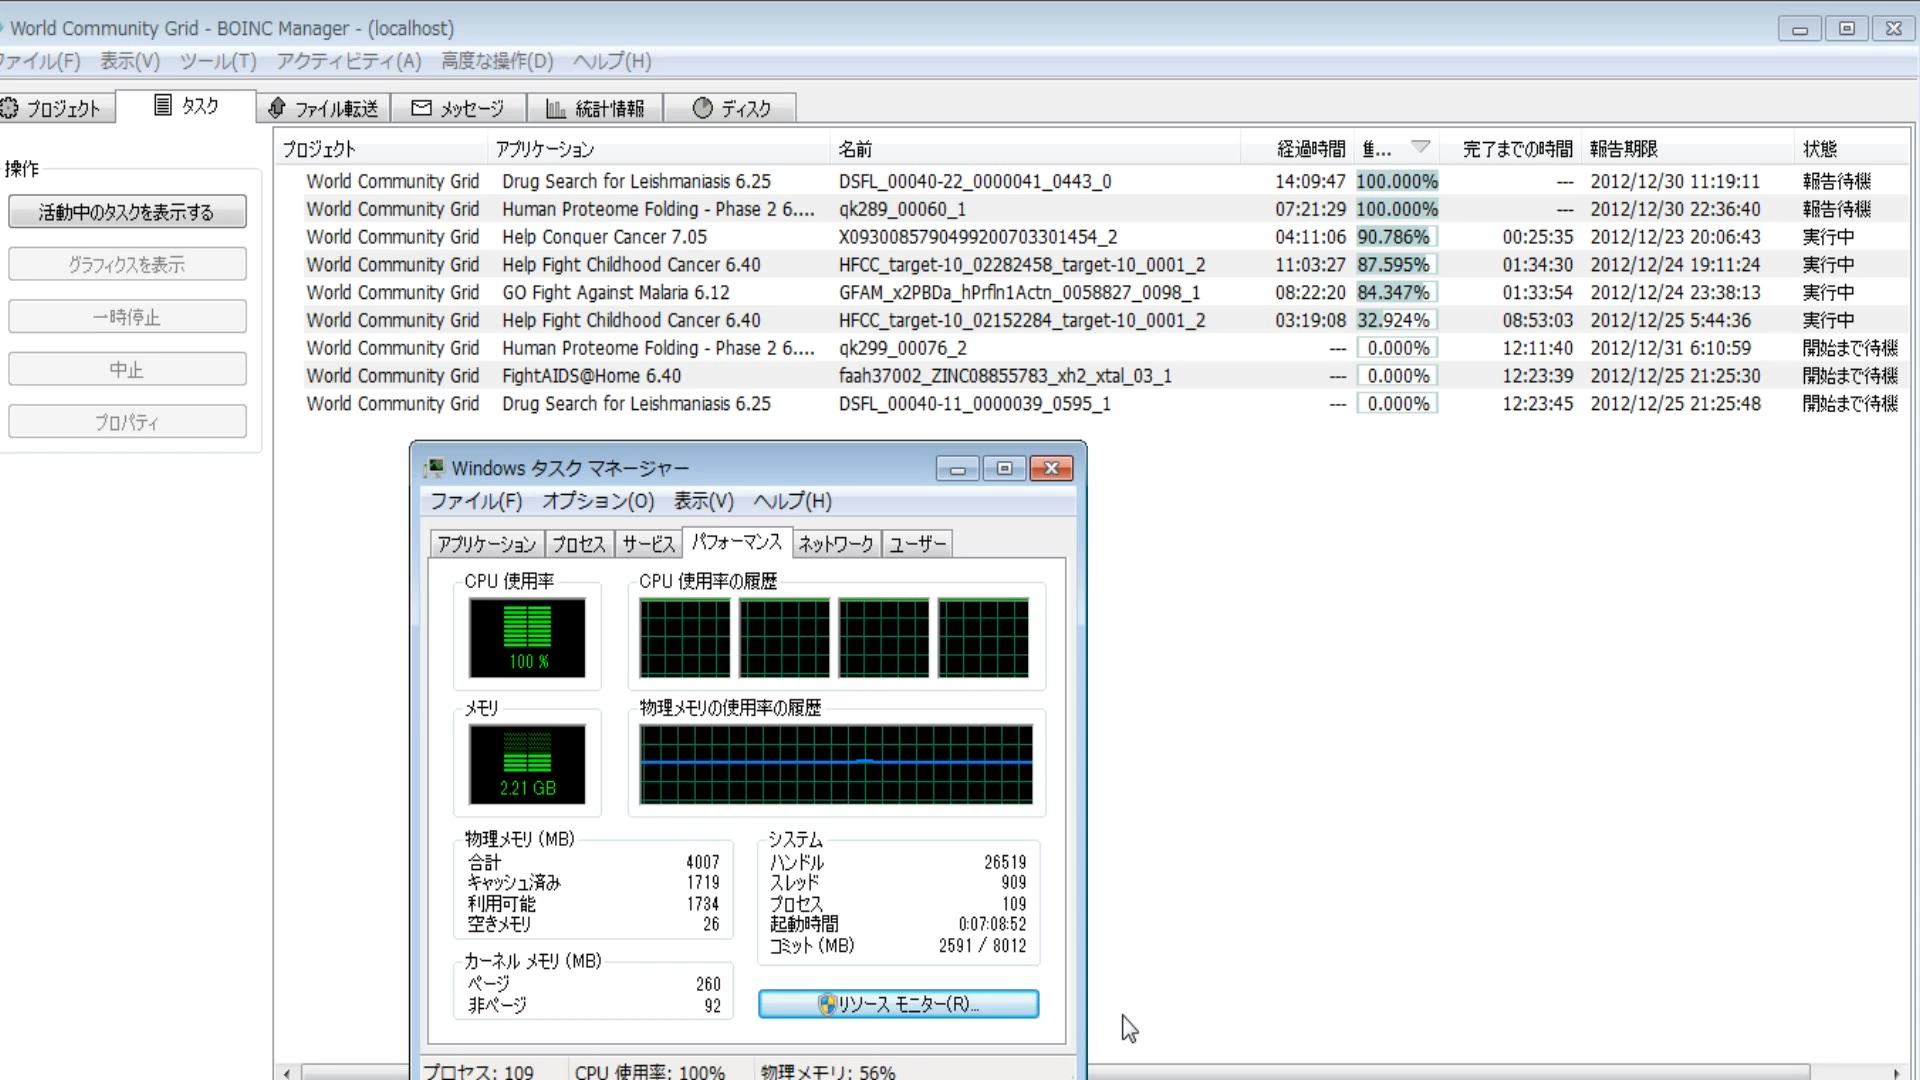 World Community Grid - BOINC Manager - (localhost)
ファイル(F) 表示(V) ツール(T) アクティビティ(A) 高度な操作(D) ヘルプ(H)
プロジェクト タスク ファイル転送 メッセージ 統計情報 ディスク
操作
活動中のタスクを表示する
グラフィクスを表示
一時停止
中止
プロパティ
プロジェクト アプリケーション 名前 経過時間 進... 完了までの時間 報告期限 状態
World Community Grid Drug Search for Leishmaniasis 6.25 DSFL_00040-22_0000041_0443_0 14:09:47 100.000% --- 2012/12/30 11:19:11 報告待機
World Community Grid Human Proteome Folding - Phase 2 6.... qk289_00060_1 07:21:29 100.000% --- 2012/12/30 22:36:40 報告待機
World Community Grid Help Conquer Cancer 7.05 X0930085790499200703301454_2 04:11:06 90.786% 00:25:35 2012/12/23 20:06:43 実行中
World Community Grid Help Fight Childhood Cancer 6.40 HFCC_target-10_02282458_target-10_0001_2 11:03:27 87.595% 01:34:30 2012/12/24 19:11:24 実行中
World Community Grid GO Fight Against Malaria 6.12 GFAM_x2PBDa_hPrfln1Actn_0058827_0098_1 08:22:20 84.347% 01:33:54 2012/12/24 23:38:13 実行中
World Community Grid Help Fight Childhood Cancer 6.40 HFCC_target-10_02152284_target-10_0001_2 03:19:08 32.924% 08:53:03 2012/12/25 5:44:36 実行中
World Community Grid Human Proteome Folding - Phase 2 6.... qk299_00076_2 --- 0.000% 12:11:40 2012/12/31 6:10:59 開始まで待機
World Community Grid FightAIDS@Home 6.40 faah37002_ZINC08855783_xh2_xtal_03_1 --- 0.000% 12:23:39 2012/12/25 21:25:30 開始まで待機
World Community Grid Drug Search for Leishmaniasis 6.25 DSFL_00040-11_0000039_0595_1 --- 0.000% 12:23:45 2012/12/25 21:25:48 開始まで待機
Windows タスク マネージャー
ファイル(F) オプション(O) 表示(V) ヘルプ(H)
アプリケーション プロセス サービス パフォーマンス ネットワーク ユーザー
CPU 使用率 CPU 使用率の履歴
100 %
メモリ 物理メモリの使用率の履歴
2.21 GB
物理メモリ (MB)
合計 4007
キャッシュ済み 1719
利用可能 1734
空きメモリ 26
カーネル メモリ (MB)
ページ 260
非ページ 92
システム
ハンドル 26519
スレッド 909
プロセス 109
起動時間 0:07:08:52
コミット (MB) 2591 / 8012
リソース モニター(R)...
プロセス: 109 CPU 使用率: 100% 物理メモリ: 56%